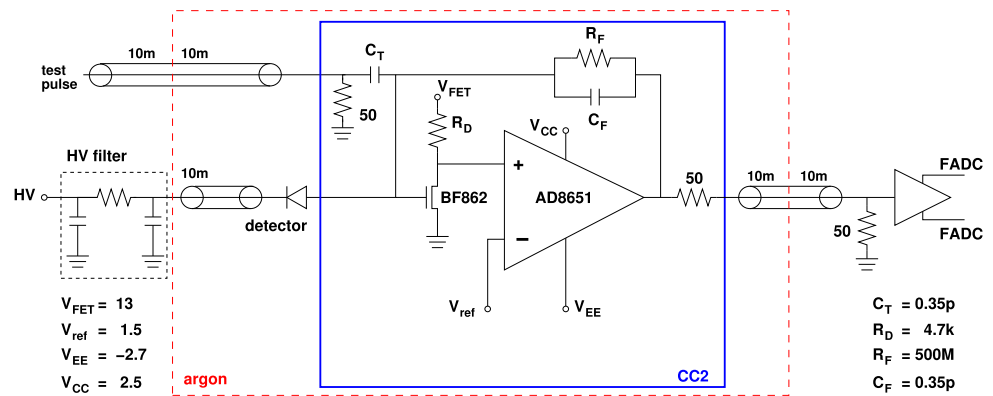 10m 10m
test
pulse
C_T
50
R_F
C_F
V_FET
R_D
V_CC
HV filter
HV
10m
detector
BF862
+
AD8651
−
50
10m 10m
50
FADC
FADC
V_ref
V_EE
V_FET = 13
V_ref = 1.5
V_EE = −2.7
V_CC = 2.5
argon
CC2
C_T = 0.35p
R_D = 4.7k
R_F = 500M
C_F = 0.35p